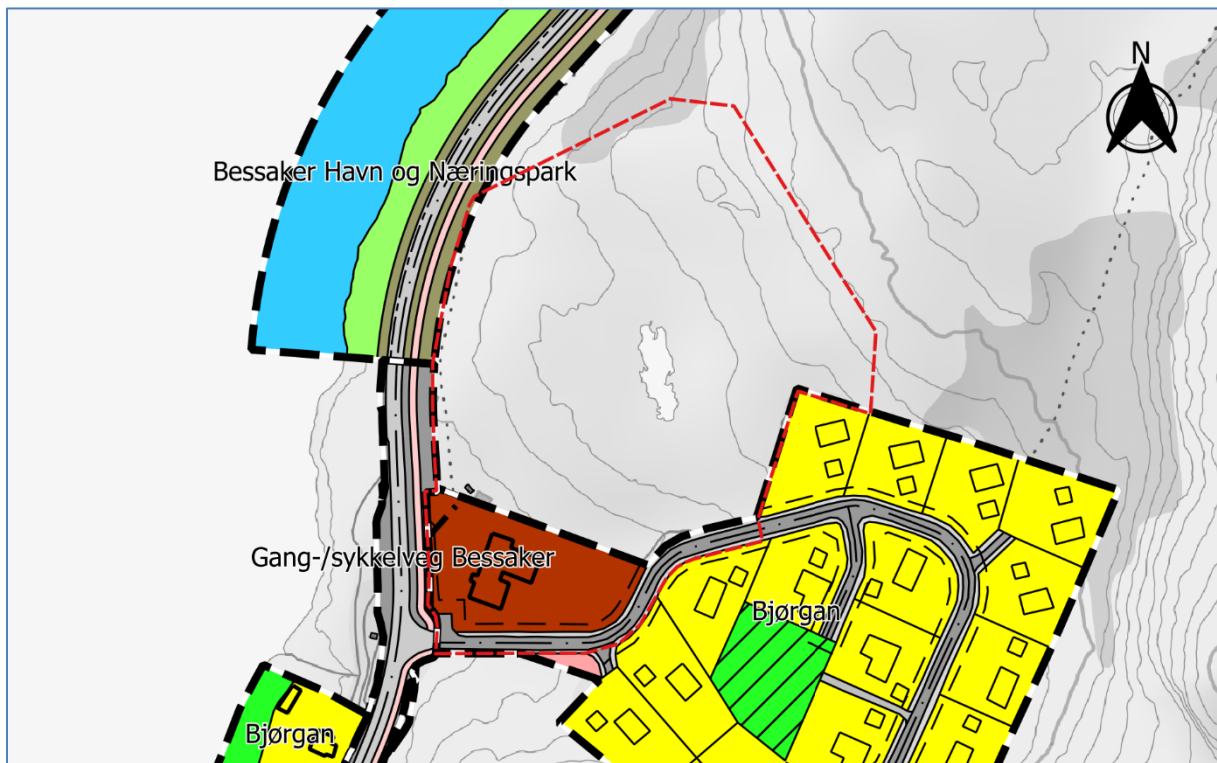 N
Bessaker Havn og Næringspark
Gang-/sykkelveg Bessaker
Bjørgan
Bjørgan